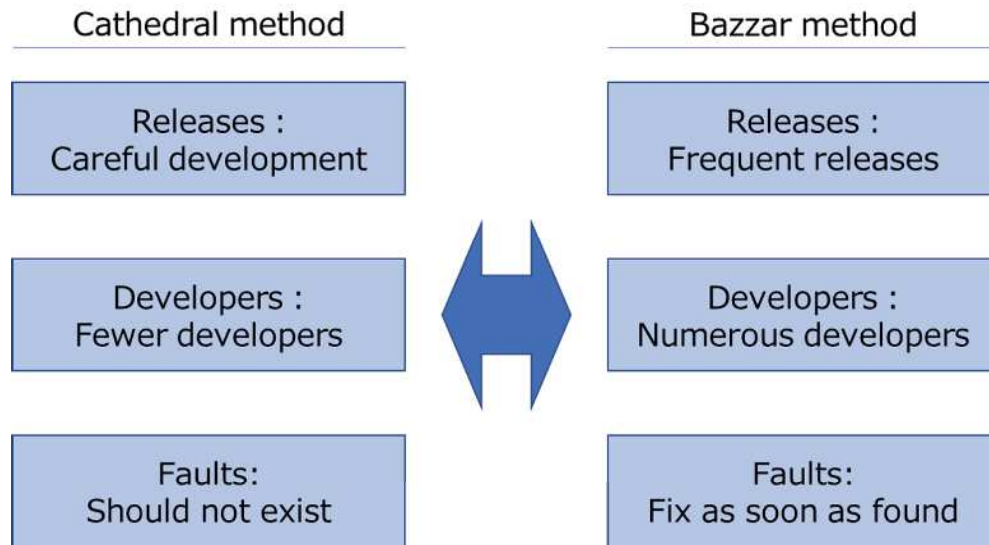 Cathedral method
Releases :
Careful development
Developers :
Fewer developers
Faults:
Should not exist
Bazzar method
Releases :
Frequent releases
Developers :
Numerous developers
Faults:
Fix as soon as found